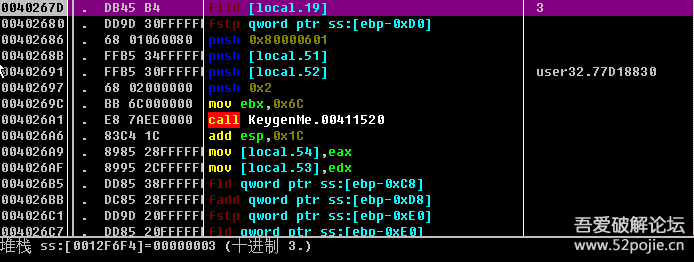 0040267D . DB45 B4 fild [local.19] 3
00402680 . DD9D 30FFFFFF fstp qword ptr ss:[ebp-0xD0]
00402686 . 68 01060080 push 0x80000601
0040268B . FFB5 34FFFFFF push [local.51]
00402691 . FFB5 30FFFFFF push [local.52] user32.77D18830
00402697 . 68 02000000 push 0x2
0040269C . BB 6C000000 mov ebx,0x6C
004026A1 . E8 7AEE0000 call KeygenMe.00411520
004026A6 . 83C4 1C add esp,0x1C
004026A9 . 8985 28FFFFFF mov [local.54],eax
004026AF . 8995 2CFFFFFF mov [local.53],edx
004026B5 . DD85 38FFFFFF fld qword ptr ss:[ebp-0xC8]
004026BB . DC85 28FFFFFF fadd qword ptr ss:[ebp-0xD8]
004026C1 . DD9D 20FFFFFF fstp qword ptr ss:[ebp-0xE0]
004026C7 . DD85 20FFFFFF fld qword ptr ss:[ebp-0xE0]
堆栈 ss:[0012F6F4]=00000003 (十进制 3.)
吾爱破解论坛
www.52pojie.cn